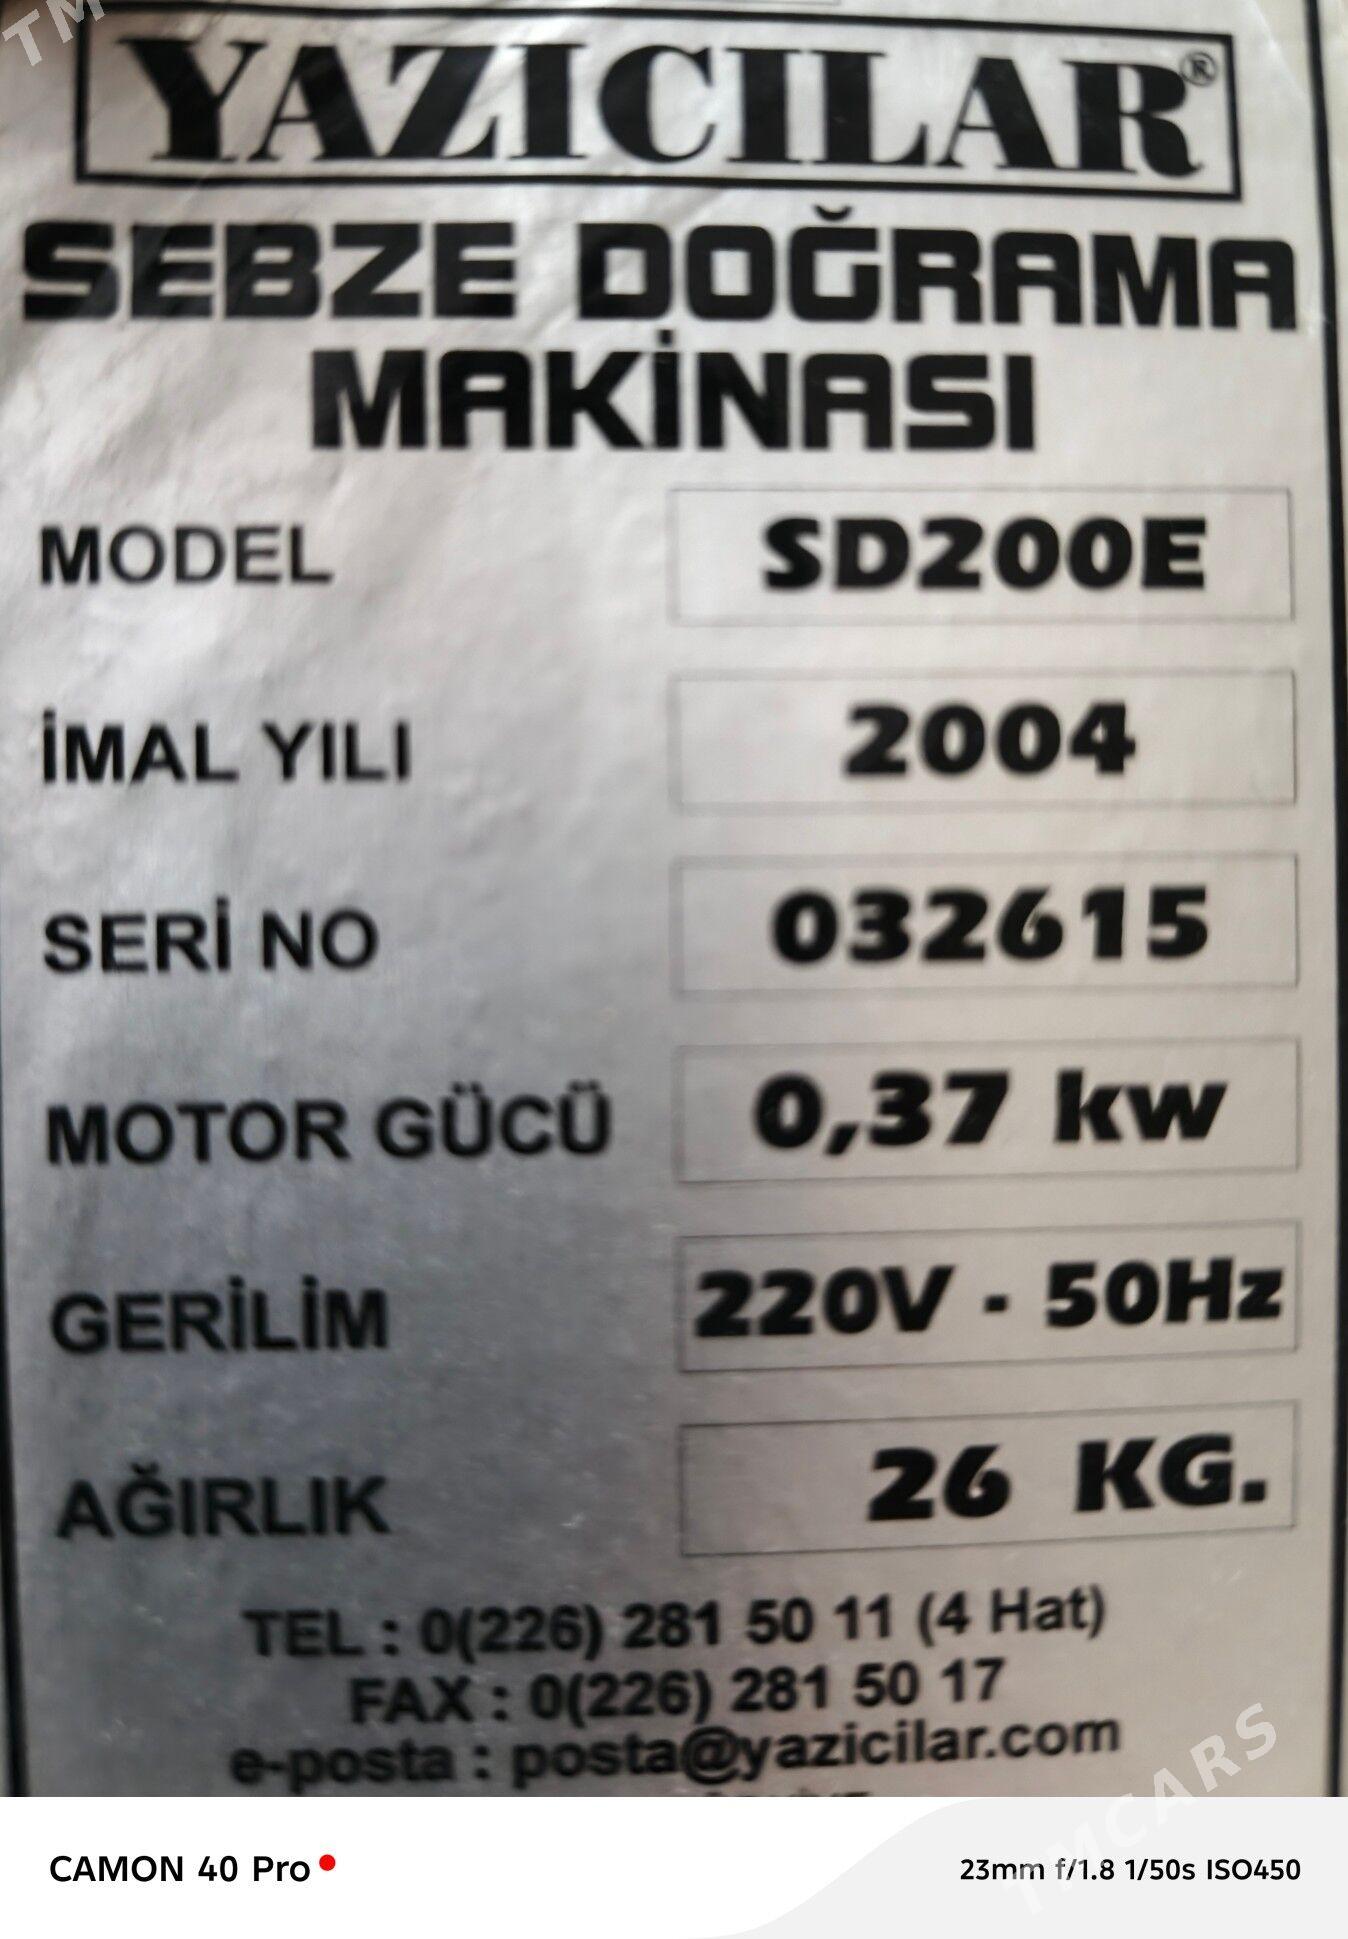 TM
YAZICILAR®
SEBZE DOĞRAMA
MAKİNASI
MODEL SD200E
İMAL YILI 2004
SERİ NO 032615
MOTOR GÜCÜ 0,37 kw
GERİLİM 220V - 50Hz
AĞIRLIK 26 KG.
TEL : 0(226) 281 50 11 (4 Hat)
FAX : 0(226) 281 50 17
e-posta : posta@yazicilar.com
TMCARS
CAMON 40 Pro 23mm f/1.8 1/50s ISO450